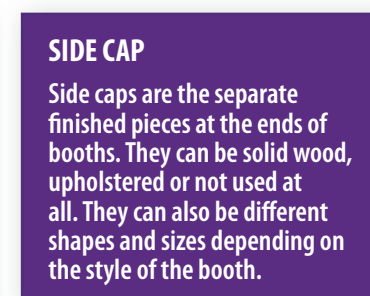 SIDE CAP
Side caps are the separate
finished pieces at the ends of
booths. They can be solid wood,
upholstered or not used at
all. They can also be different
shapes and sizes depending on
the style of the booth.